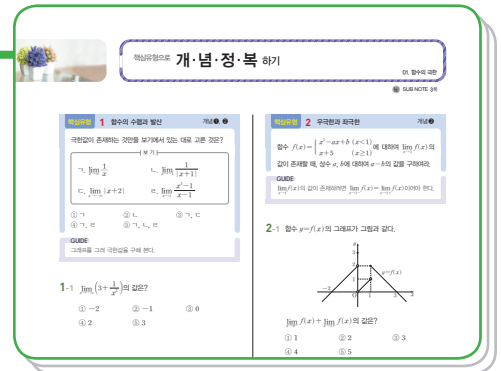 핵심유형으로 개·념·정·복 하기
01. 함수의 극한
SUB NOTE 9쪽
핵심유형 1 함수의 수렴과 발산 개념❶, ❷
극한값이 존재하는 것만을 보기에서 있는 대로 고른 것은?
보기
ㄱ. lim 1/x
ㄴ. lim 1/|x+1|
ㄷ. lim |x+2|
ㄹ. lim (x²-1)/(x-1)
① ㄱ ② ㄴ ③ ㄱ, ㄷ
④ ㄱ, ㄹ ⑤ ㄱ, ㄴ, ㄹ
GUIDE
그래프를 그려 극한값을 구해 본다.
1-1 lim (3+1/x²)의 값은?
① -2 ② -1 ③ 0
④ 2 ⑤ 3
핵심유형 2 우극한과 좌극한 개념❷
함수 f(x)={x²-ax+b (x<1)
x+5 (x≥1) 에 대하여 lim f(x)의
값이 존재할 때, 상수 a, b에 대하여 a-b의 값을 구하여라.
GUIDE
lim f(x)의 값이 존재하려면 lim f(x)=lim f(x)이어야 한다.
2-1 함수 y=f(x)의 그래프가 그림과 같다.
y
3
2
1
y=f(x)
-2 O 1 3 x
lim f(x)+lim f(x)의 값은?
① 1 ② 2 ③ 3
④ 4 ⑤ 5